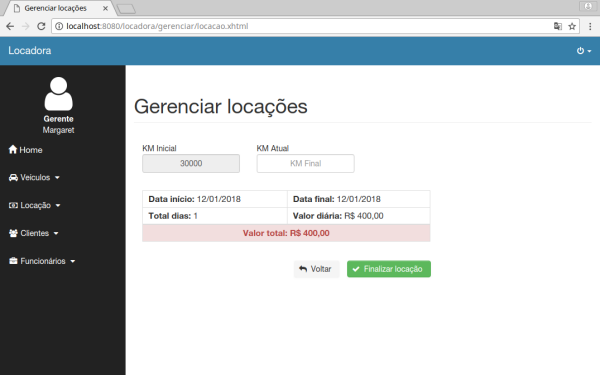 Gerenciar locações
localhost:8080/locadora/gerenciar/locacao.xhtml
Locadora
Gerente
Margaret
Home
Veículos
Locação
Clientes
Funcionários
Gerenciar locações
KM Inicial KM Atual
30000 KM Final
Data início: 12/01/2018 Data final: 12/01/2018
Total dias: 1 Valor diária: R$ 400,00
Valor total: R$ 400,00
Voltar Finalizar locação